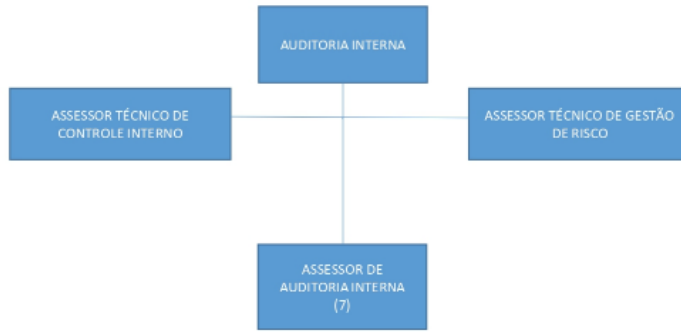 AUDITORIA INTERNA
ASSESSOR TÉCNICO DE
CONTROLE INTERNO
ASSESSOR TÉCNICO DE GESTÃO
DE RISCO
ASSESSOR DE
AUDITORIA INTERNA
(7)